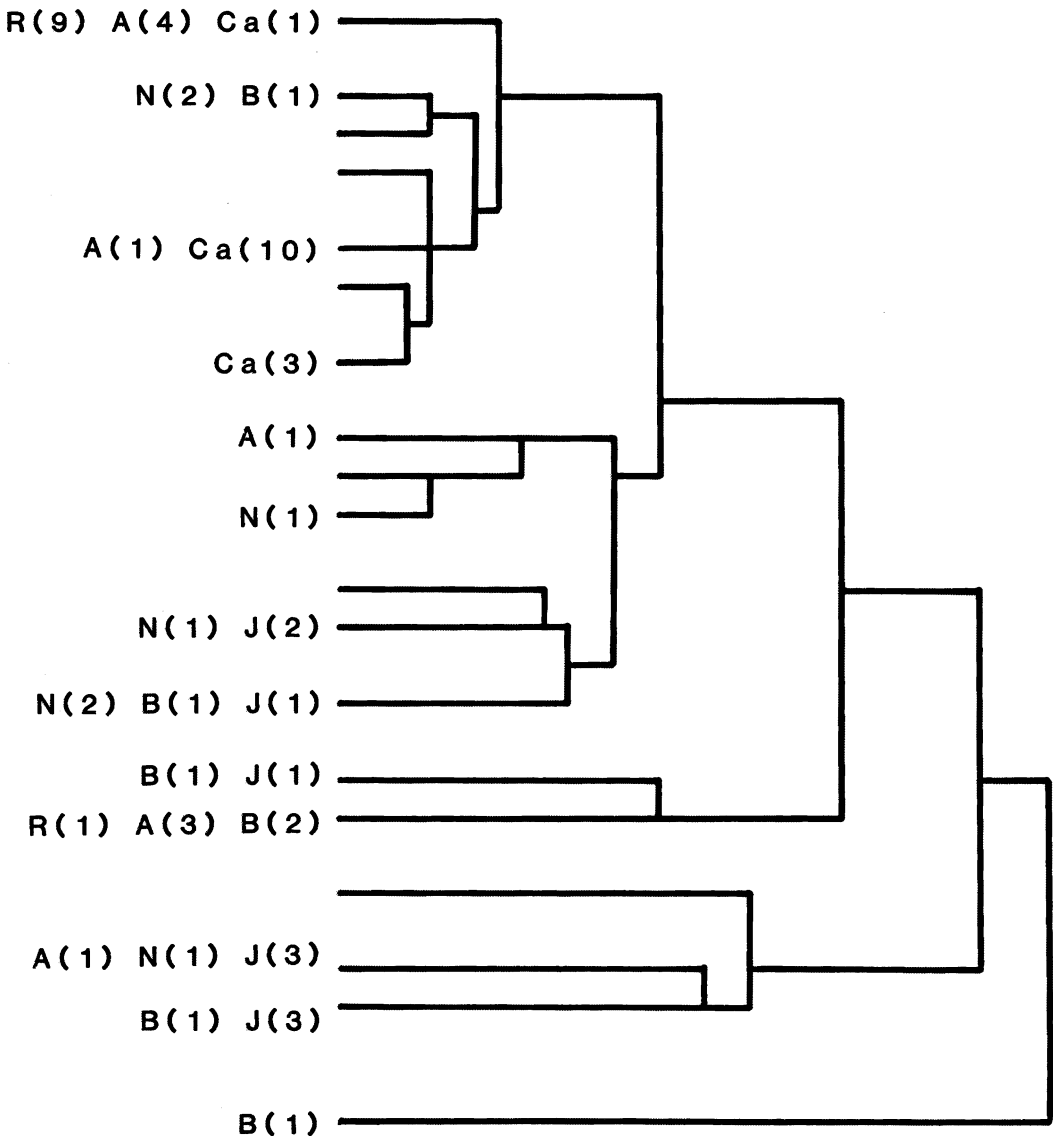 R(9) A(4) Ca(1)
N(2) B(1)
A(1) Ca(10)
Ca(3)
A(1)
N(1)
N(1) J(2)
N(2) B(1) J(1)
B(1) J(1)
R(1) A(3) B(2)
A(1) N(1) J(3)
B(1) J(3)
B(1)